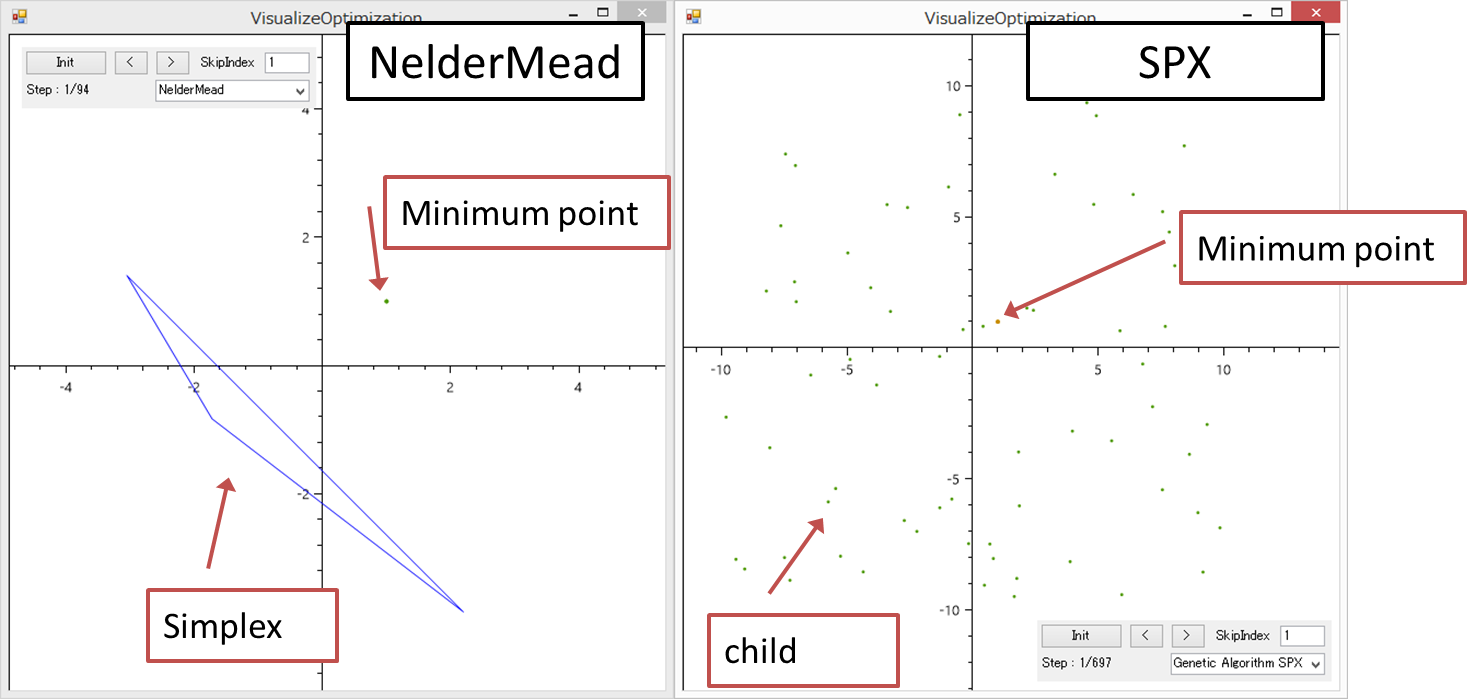 VisualizeOptimization
NelderMead
Init < > SkipIndex 1
Step : 1/94 NelderMead
4
Minimum point
2
-4 -2 2 4
-2
Simplex
VisualizeOptimization
SPX
10
5
Minimum point
-10 -5 5 10
-5
child
-10
Init < > SkipIndex 1
Step : 1/697 Genetic Algorithm SPX